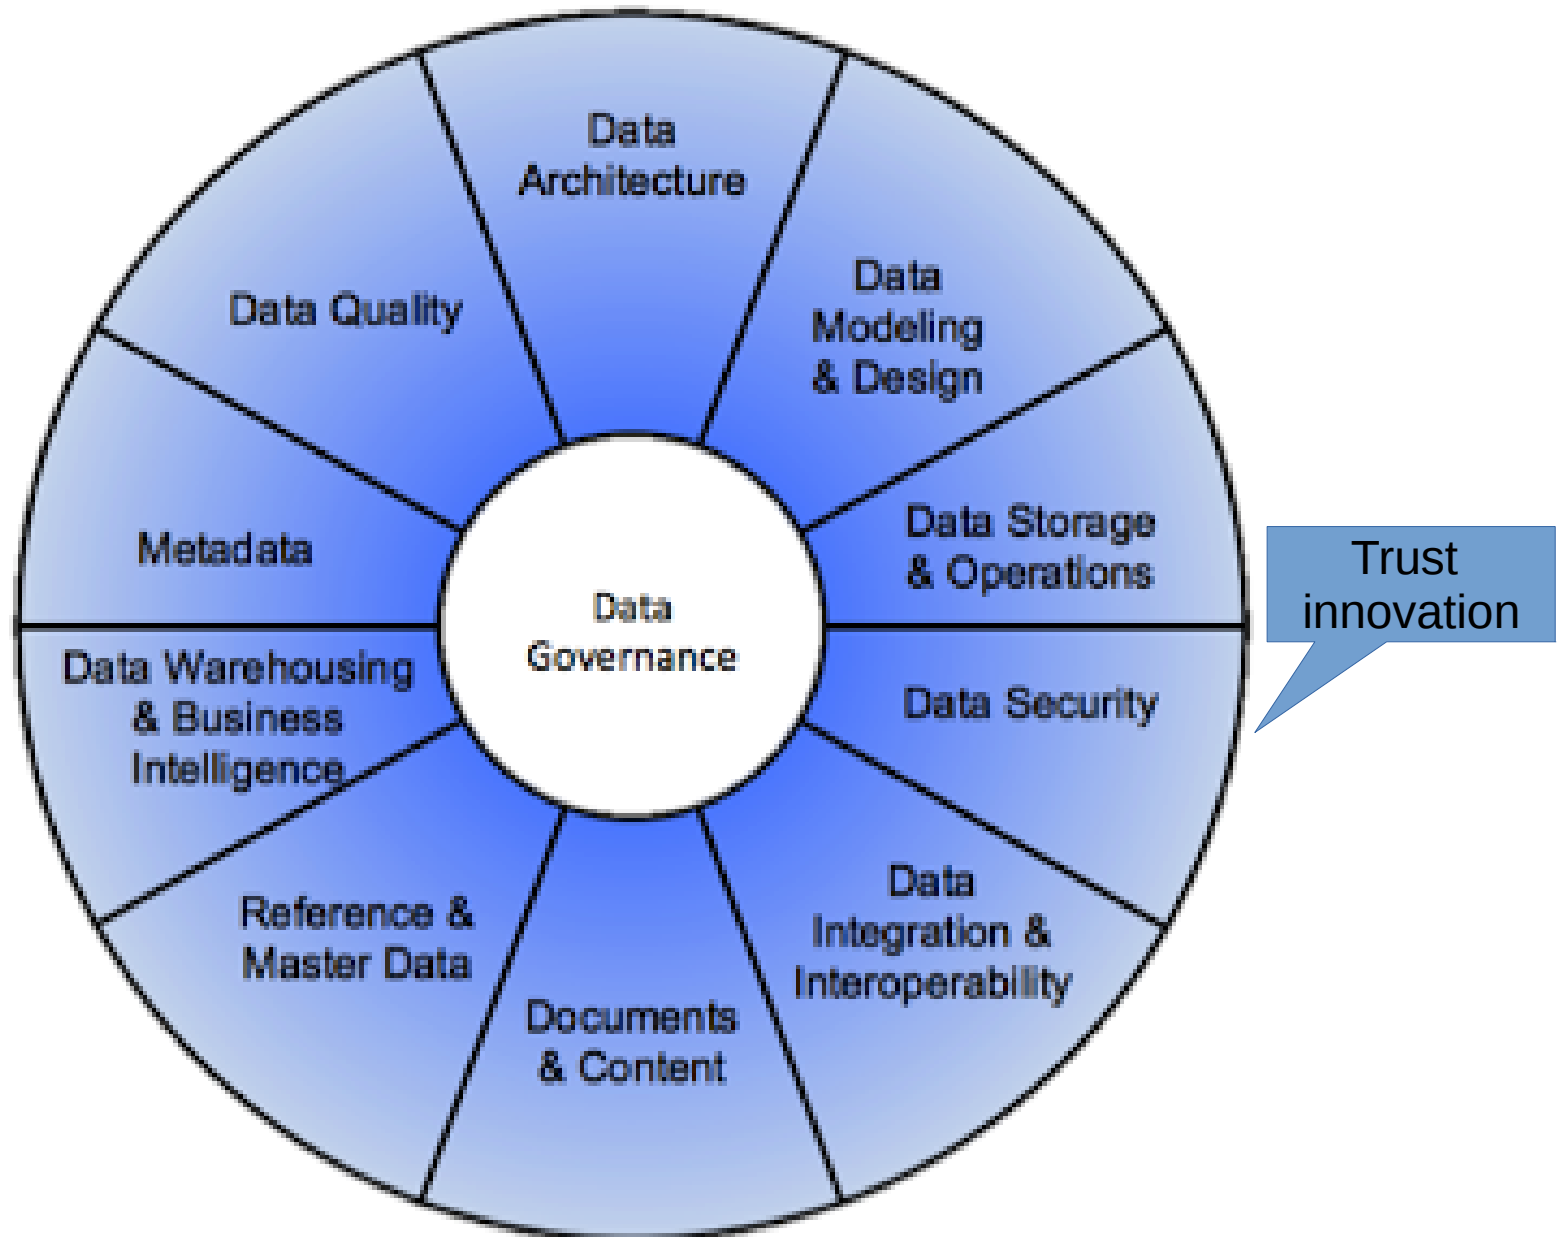 Data
Architecture
Data
Modeling
& Design
Data Storage
& Operations
Data Security
Data
Integration &
Interoperability
Documents
& Content
Reference &
Master Data
Data Warehousing
& Business
Intelligence
Metadata
Data Quality
Data
Governance
Trust
innovation